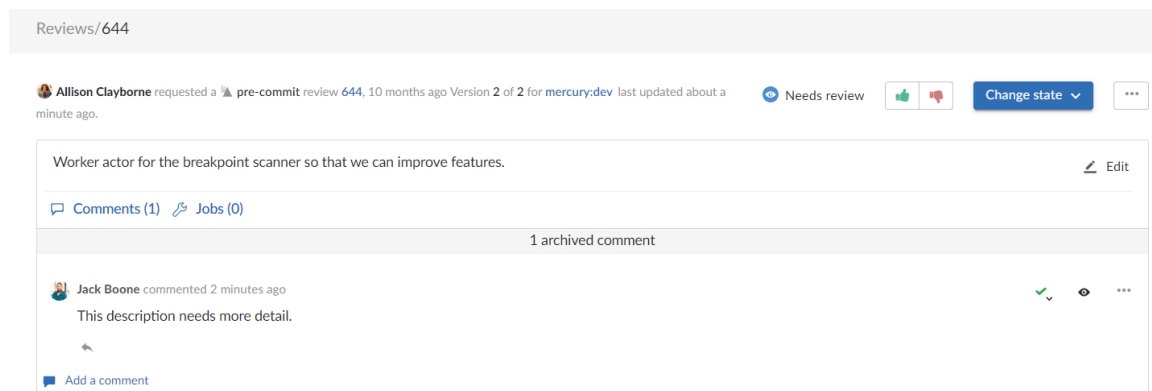 Reviews/644
Allison Clayborne requested a pre-commit review 644, 10 months ago Version 2 of 2 for mercury:dev last updated about a
minute ago.
Needs review
Change state
Worker actor for the breakpoint scanner so that we can improve features.
Edit
Comments (1) Jobs (0)
1 archived comment
Jack Boone commented 2 minutes ago
This description needs more detail.
Add a comment